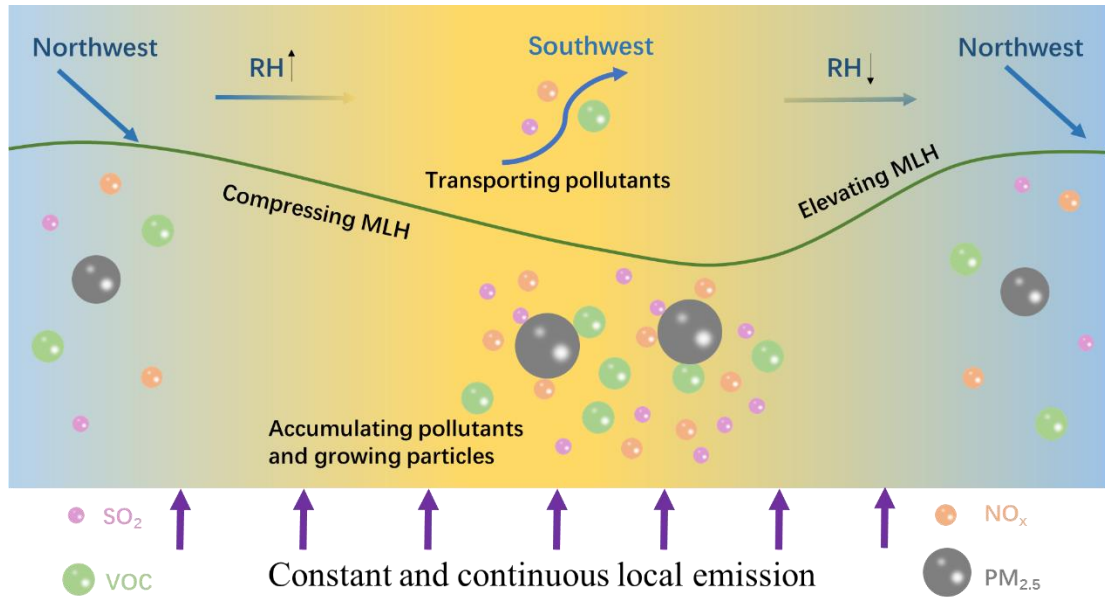 Northwest
Southwest
Northwest
RH↑
RH↓
Transporting pollutants
Compressing MLH
Elevating MLH
Accumulating pollutants
and growing particles
SO₂
NOₓ
VOC
Constant and continuous local emission
PM₂.₅